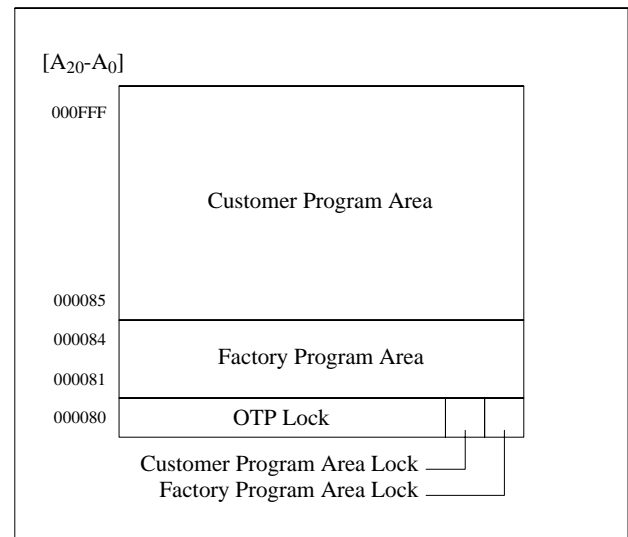 [A20-A0]
000FFF
Customer Program Area
000085
000084
Factory Program Area
000081
000080
OTP Lock
Customer Program Area Lock
Factory Program Area Lock